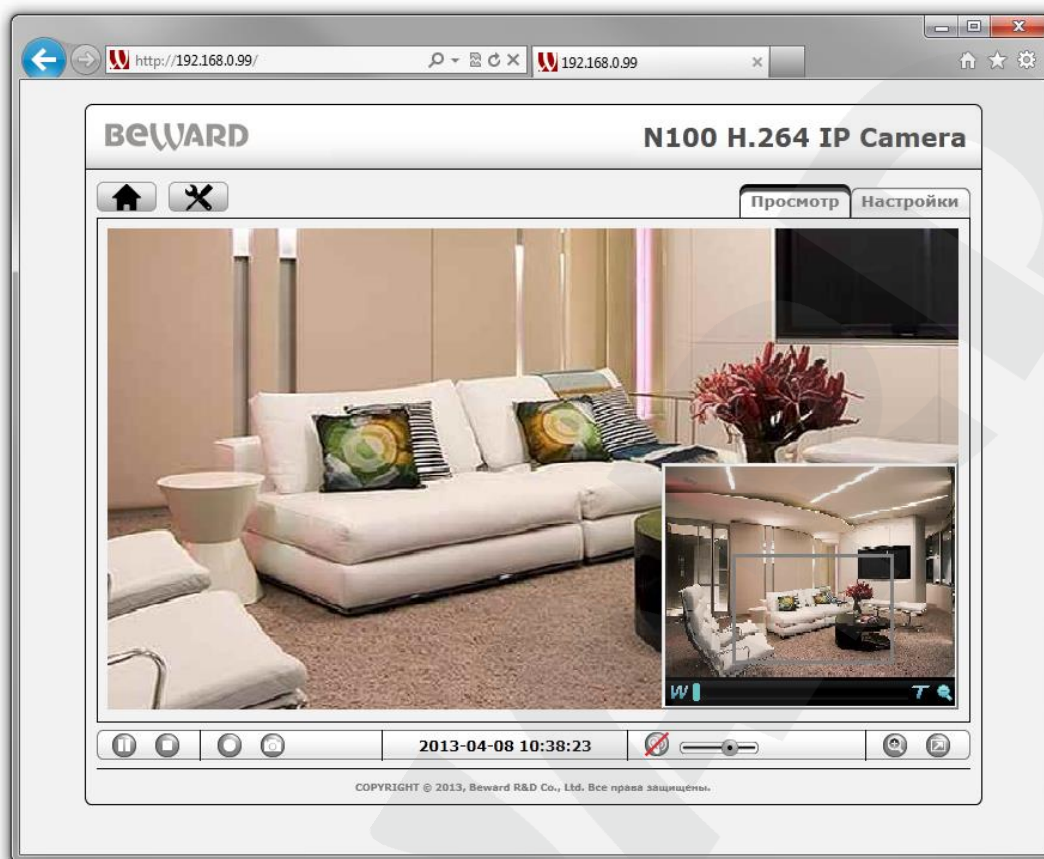 http://192.168.0.99/
192.168.0.99
BEWARD
N100 H.264 IP Camera
Просмотр
Настройки
W
T
2013-04-08 10:38:23
COPYRIGHT © 2013, Beward R&D Co., Ltd. Все права защищены.